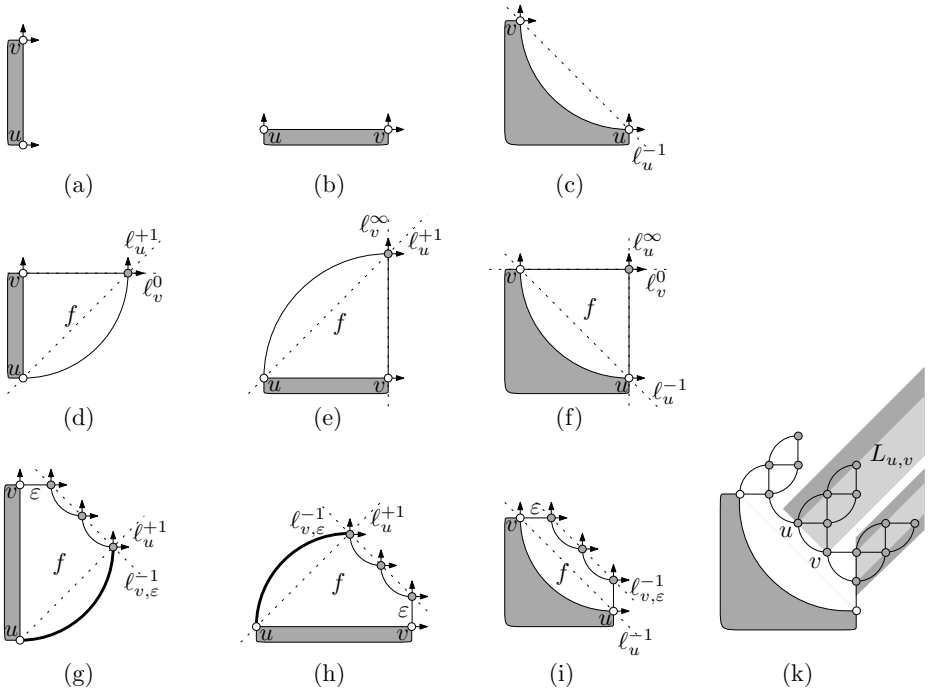 v
u
(a)
u v
(b)
v
u
ℓ_u^{-1}
(c)
ℓ_u^{+1}
v
ℓ_v^0
f
u
(d)
ℓ_v^∞
ℓ_u^{+1}
f
u v
(e)
ℓ_u^∞
v
ℓ_v^0
f
u
ℓ_u^{-1}
(f)
v
ε
ℓ_u^{+1}
f
ℓ_{v,ε}^{-1}
u
(g)
ℓ_{v,ε}^{-1}
ℓ_u^{+1}
f
ε
u v
(h)
ε
v
f
ℓ_{v,ε}^{-1}
u
ℓ_u^{-1}
(i)
L_{u,v}
u
v
(k)